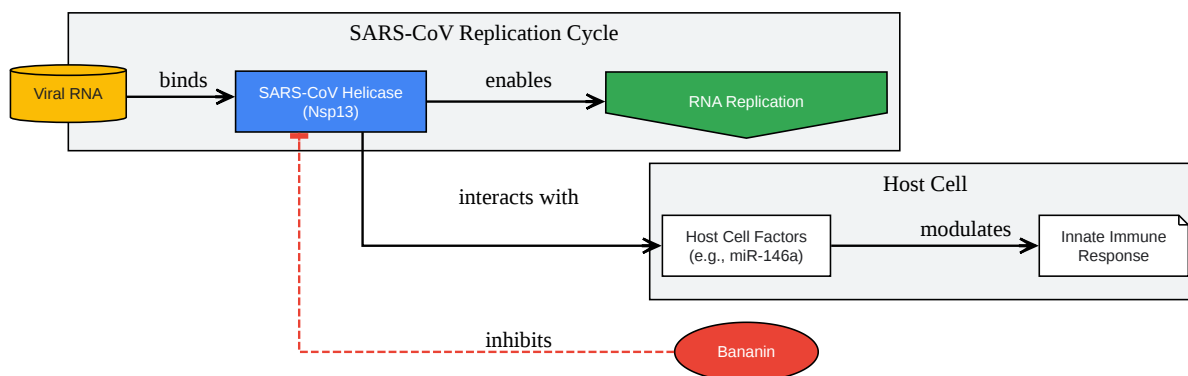 SARS-CoV Replication Cycle
Viral RNA
binds
SARS-CoV Helicase
(Nsp13)
enables
RNA Replication
interacts with
Host Cell
Host Cell Factors
(e.g., miR-146a)
modulates
Innate Immune
Response
inhibits
Bananin